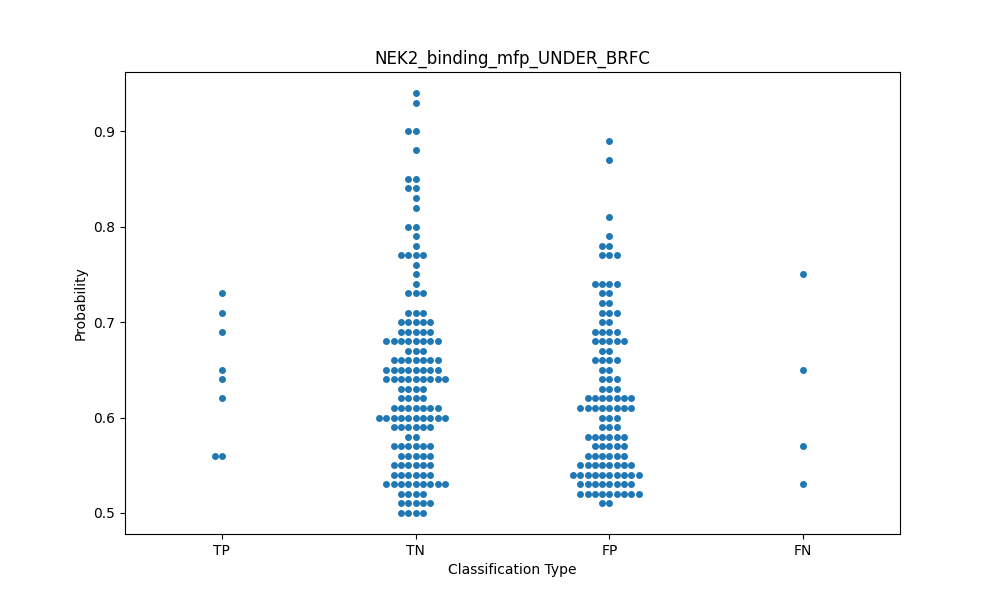 NEK2_binding_mfp_UNDER_BRFC
0.9
0.8
0.7
0.6
0.5
Probability
TP TN FP FN
Classification Type